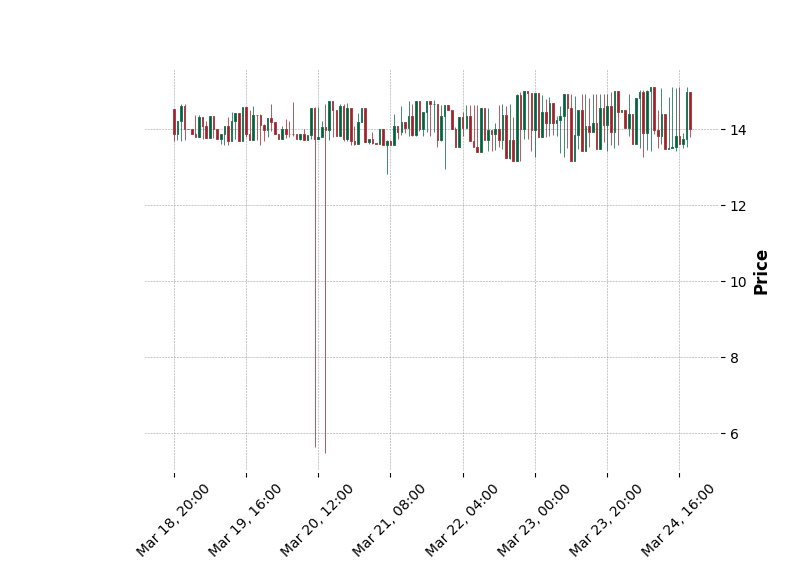 14
12
10
8
6
Price
Mar 18, 20:00
Mar 19, 16:00
Mar 20, 12:00
Mar 21, 08:00
Mar 22, 04:00
Mar 23, 00:00
Mar 23, 20:00
Mar 24, 16:00